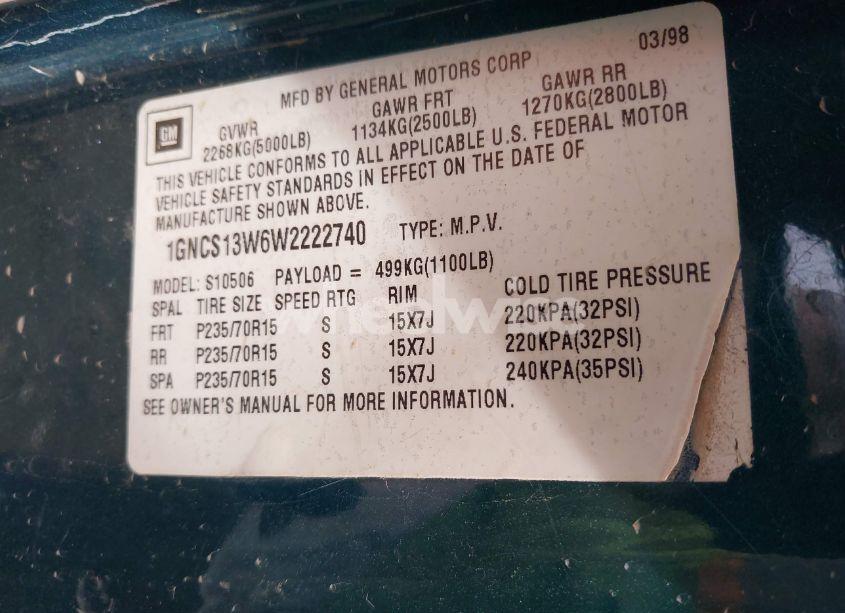 03/98
MFD BY GENERAL MOTORS CORP
GM GVWR GAWR FRT GAWR RR
2268KG(5000LB) 1134KG(2500LB) 1270KG(2800LB)
THIS VEHICLE CONFORMS TO ALL APPLICABLE U.S. FEDERAL MOTOR
VEHICLE SAFETY STANDARDS IN EFFECT ON THE DATE OF
MANUFACTURE SHOWN ABOVE.
1GNCS13W6W2222740 TYPE: M.P.V.
MODEL: S10506 PAYLOAD = 499KG(1100LB)
SPAL TIRE SIZE SPEED RTG RIM COLD TIRE PRESSURE
FRT P235/70R15 S 15X7J 220KPA(32PSI)
RR P235/70R15 S 15X7J 220KPA(32PSI)
SPA P235/70R15 S 15X7J 240KPA(35PSI)
SEE OWNER'S MANUAL FOR MORE INFORMATION.